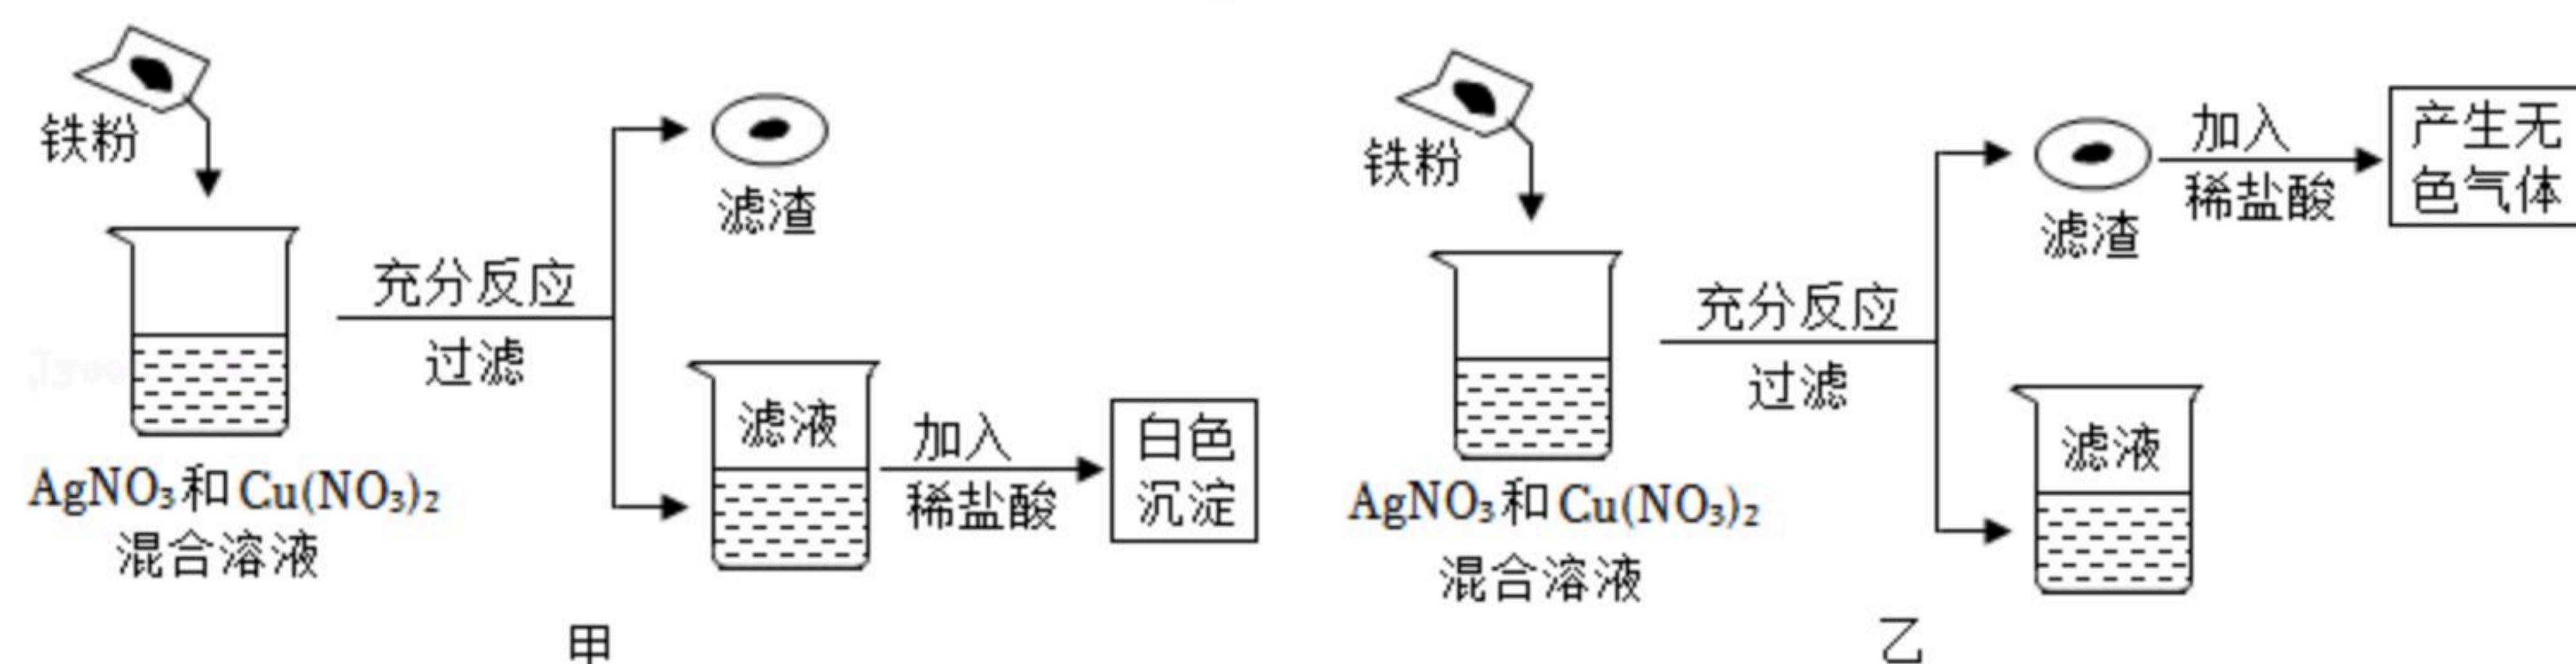 铁粉
AgNO₃和Cu(NO₃)₂
混合溶液
充分反应
过滤
滤渣
滤液
加入
稀盐酸
白色
沉淀
甲
铁粉
AgNO₃和Cu(NO₃)₂
混合溶液
充分反应
过滤
滤渣
加入
稀盐酸
产生无
色气体
滤液
乙